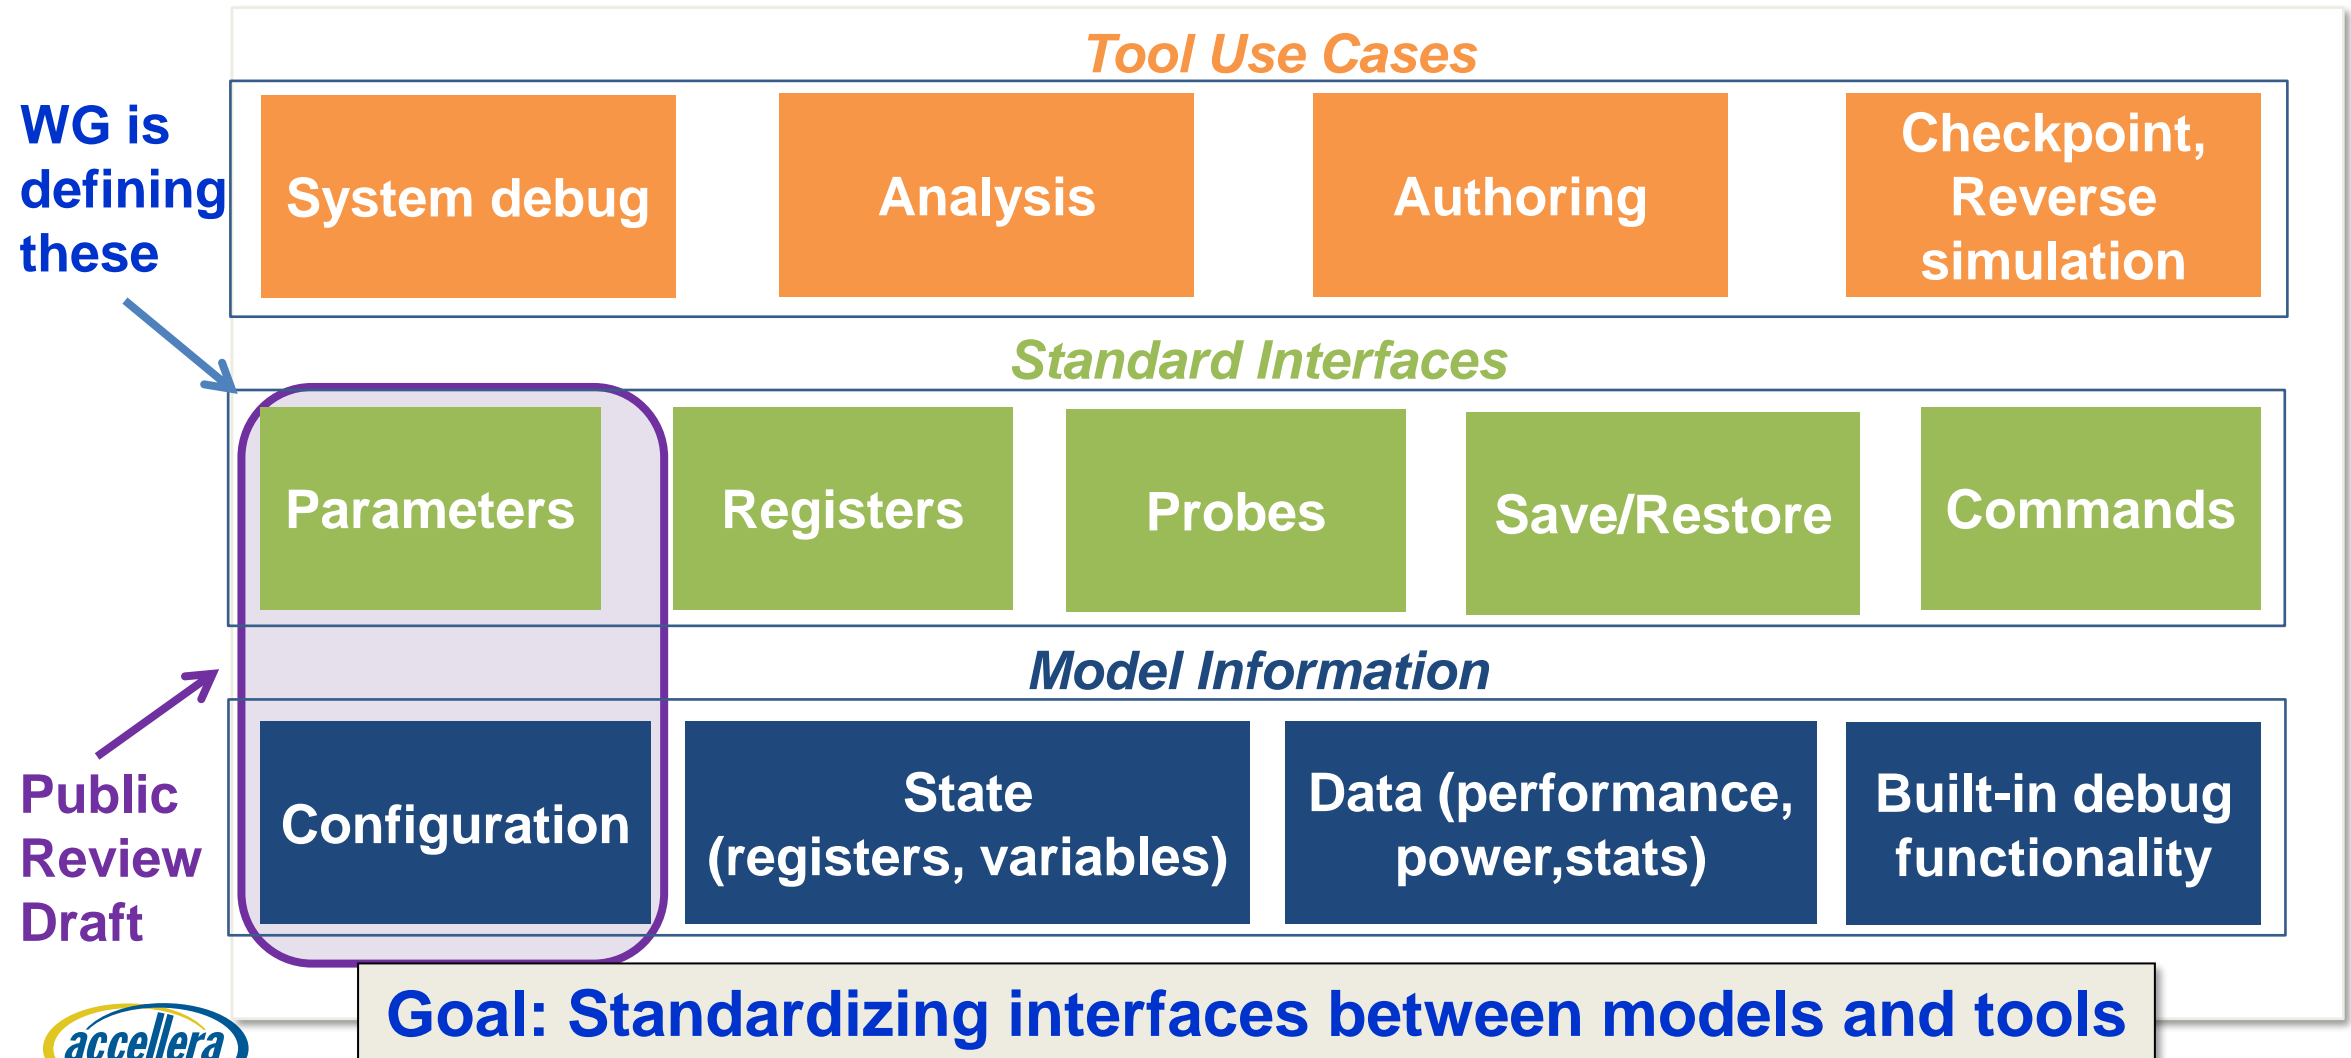 Tool Use Cases
WG is
defining
these
System debug
Analysis
Authoring
Checkpoint,
Reverse
simulation
Standard Interfaces
Parameters
Registers
Probes
Save/Restore
Commands
Model Information
Public
Review
Draft
Configuration
State
(registers, variables)
Data (performance,
power,stats)
Built-in debug
functionality
Goal: Standardizing interfaces between models and tools
accellera